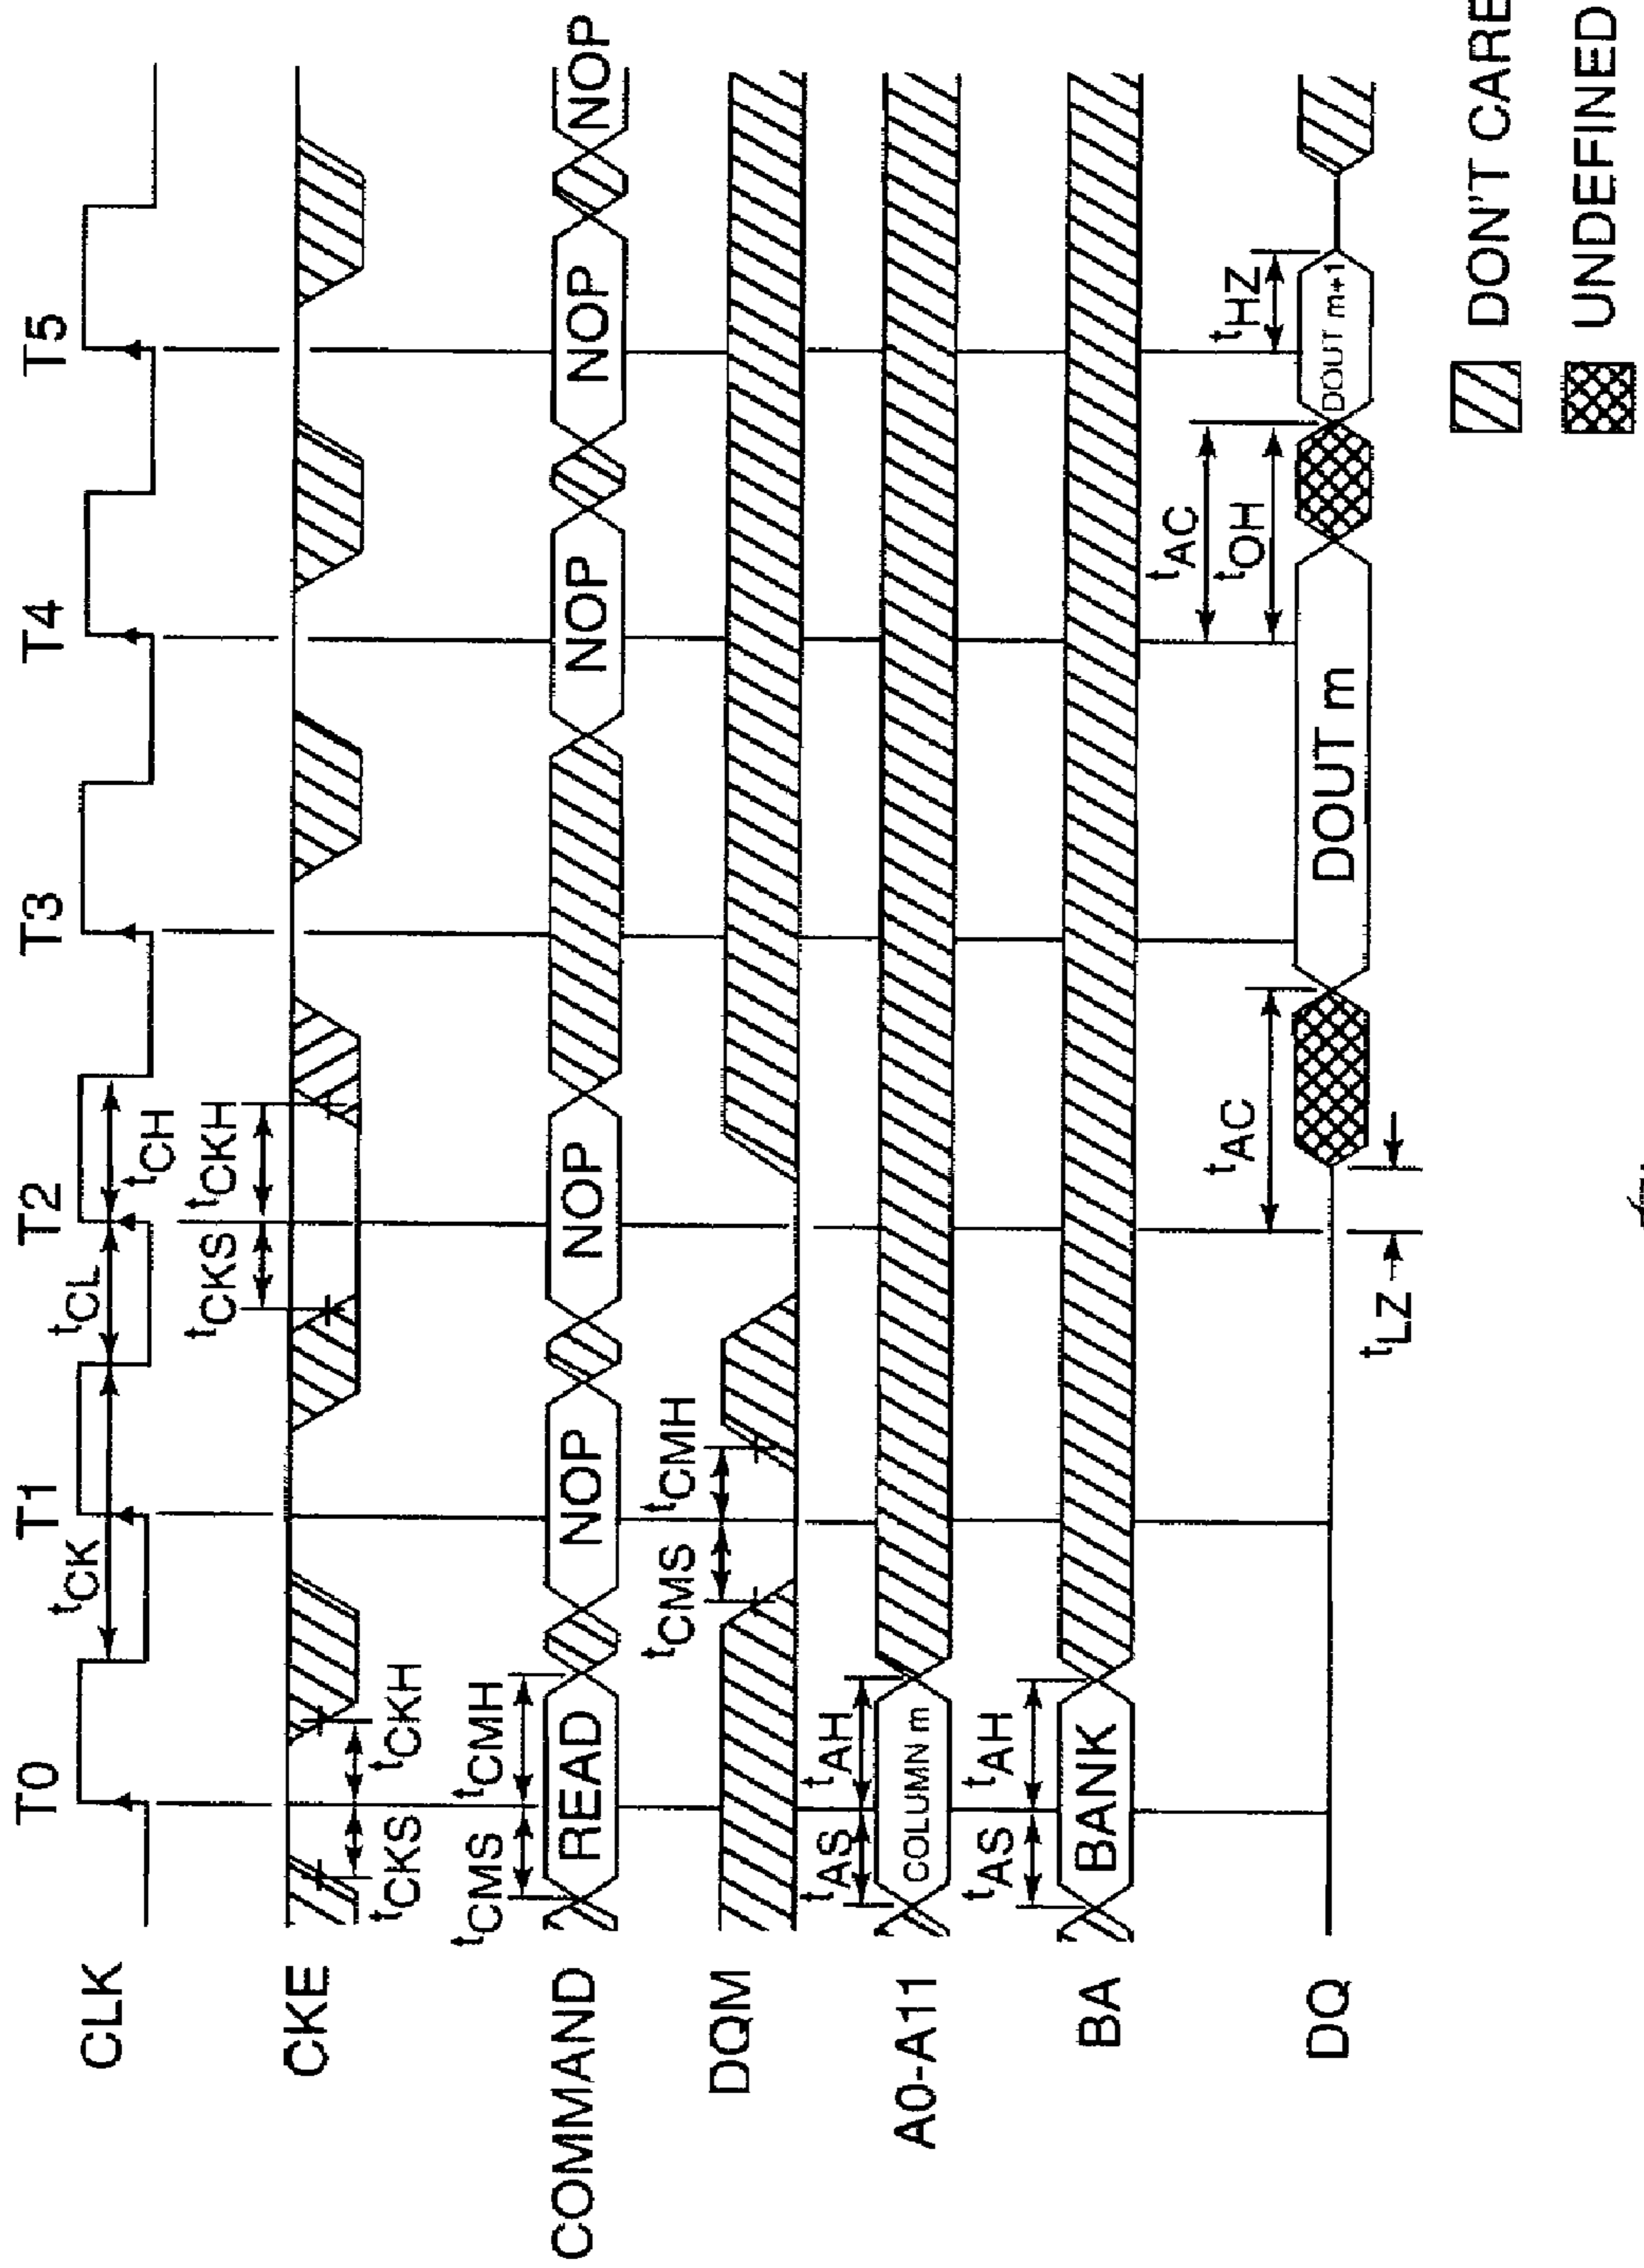 T0 T1 T2 T3 T4 T5
CLK
tCK tCL tCH
CKE
tCKS tCKH tCKS tCKH
tCMS tCMH
COMMAND READ NOP NOP NOP NOP NOP
tCMS tCMH
DQM
tAS tAH
A0-A11 COLUMN m
tAS tAH
BA BANK
tAC tAC
tOH tHZ
DQ DOUT m DOUT m+1
tLZ
DON'T CARE
UNDEFINED